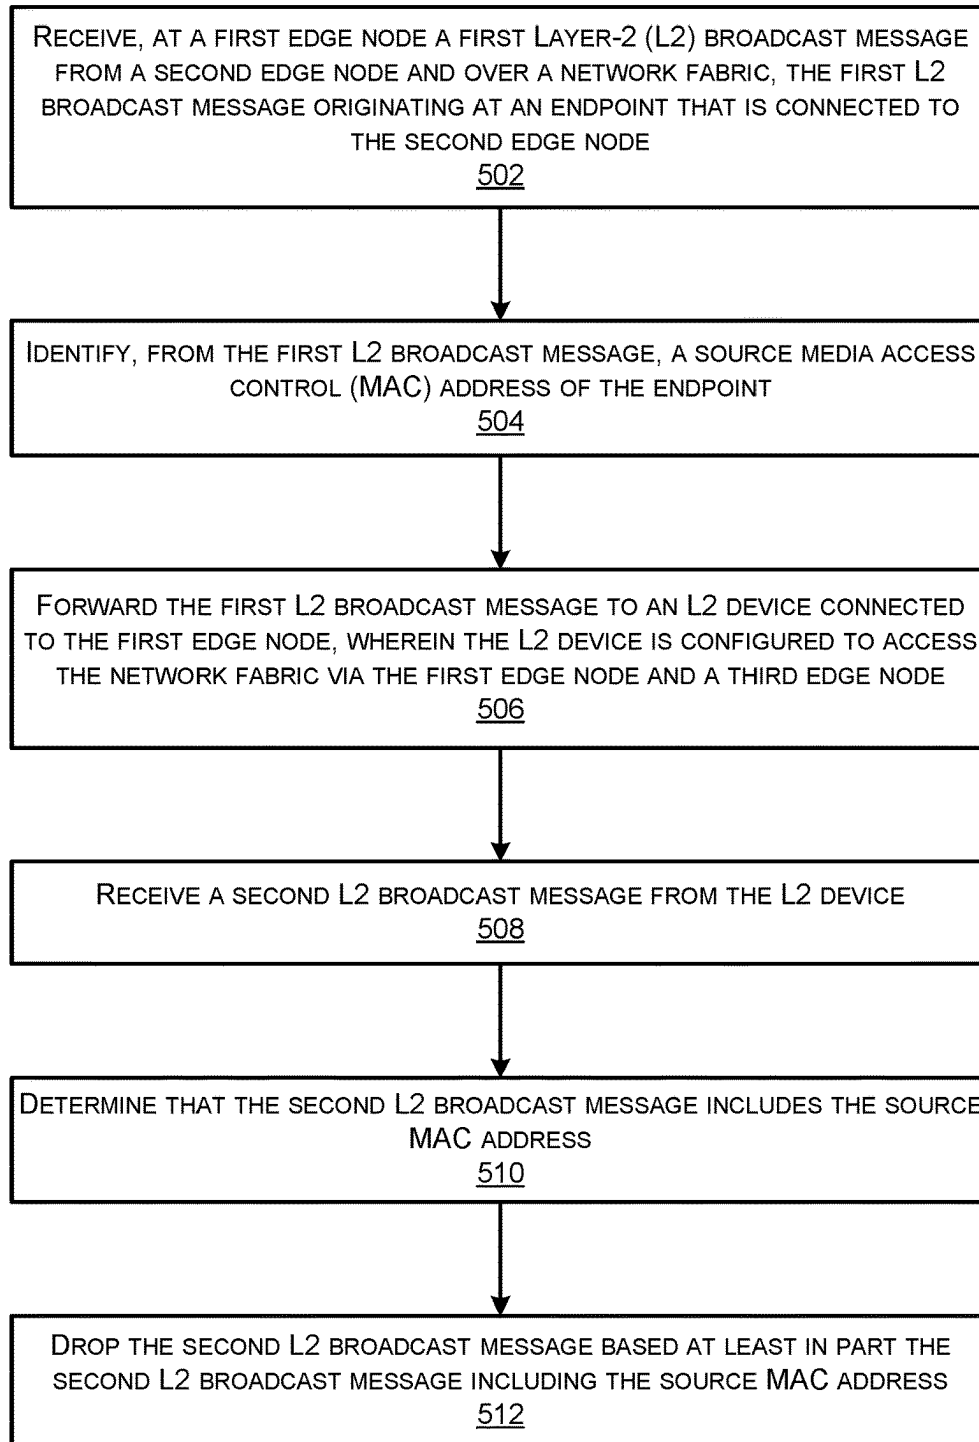 RECEIVE, AT A FIRST EDGE NODE A FIRST LAYER-2 (L2) BROADCAST MESSAGE
FROM A SECOND EDGE NODE AND OVER A NETWORK FABRIC, THE FIRST L2
BROADCAST MESSAGE ORIGINATING AT AN ENDPOINT THAT IS CONNECTED TO
THE SECOND EDGE NODE
502
IDENTIFY, FROM THE FIRST L2 BROADCAST MESSAGE, A SOURCE MEDIA ACCESS
CONTROL (MAC) ADDRESS OF THE ENDPOINT
504
FORWARD THE FIRST L2 BROADCAST MESSAGE TO AN L2 DEVICE CONNECTED
TO THE FIRST EDGE NODE, WHEREIN THE L2 DEVICE IS CONFIGURED TO ACCESS
THE NETWORK FABRIC VIA THE FIRST EDGE NODE AND A THIRD EDGE NODE
506
RECEIVE A SECOND L2 BROADCAST MESSAGE FROM THE L2 DEVICE
508
DETERMINE THAT THE SECOND L2 BROADCAST MESSAGE INCLUDES THE SOURCE
MAC ADDRESS
510
DROP THE SECOND L2 BROADCAST MESSAGE BASED AT LEAST IN PART THE
SECOND L2 BROADCAST MESSAGE INCLUDING THE SOURCE MAC ADDRESS
512